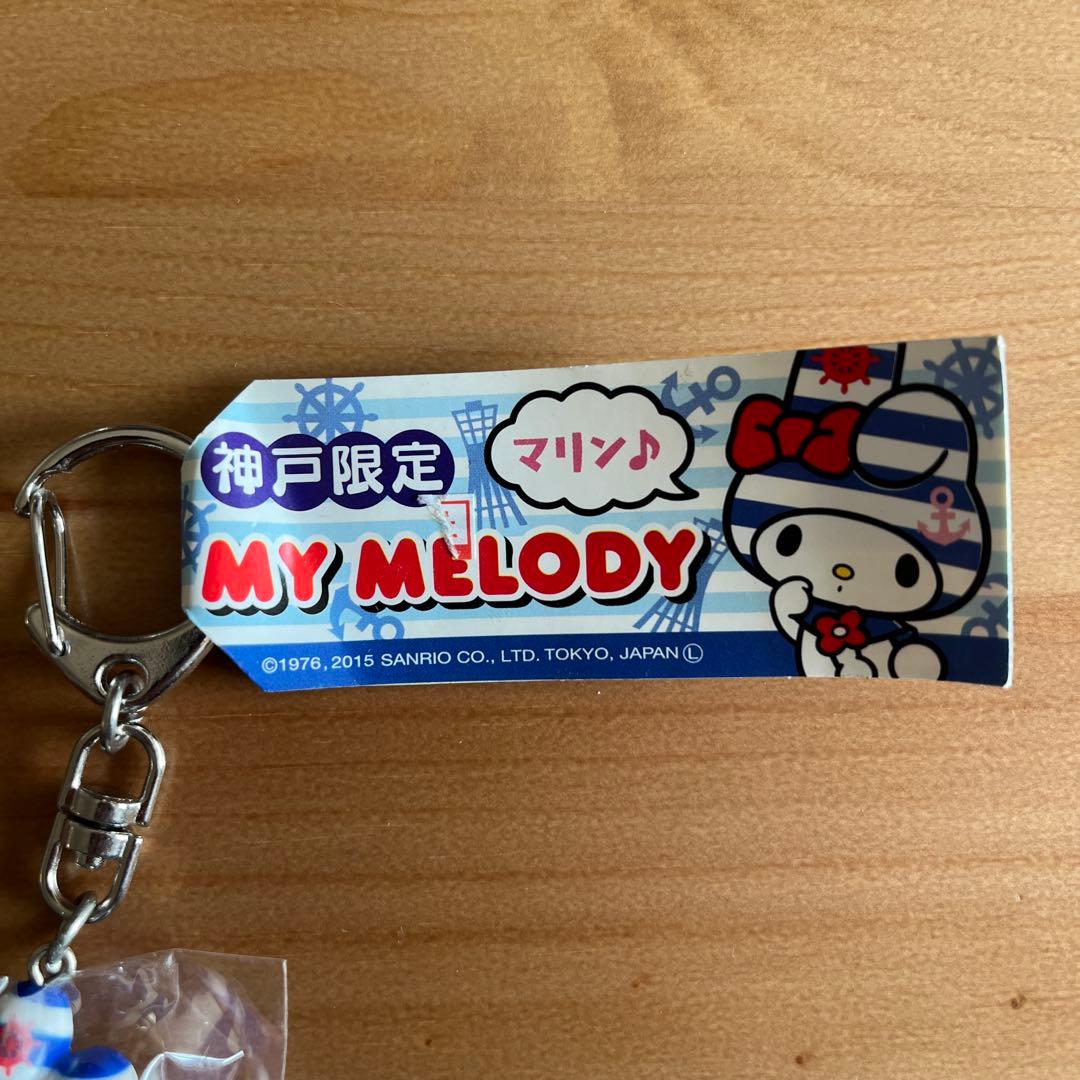 神戸限定
マリン♪
MY MELODY
©1976, 2015 SANRIO CO., LTD. TOKYO, JAPAN Ⓛ